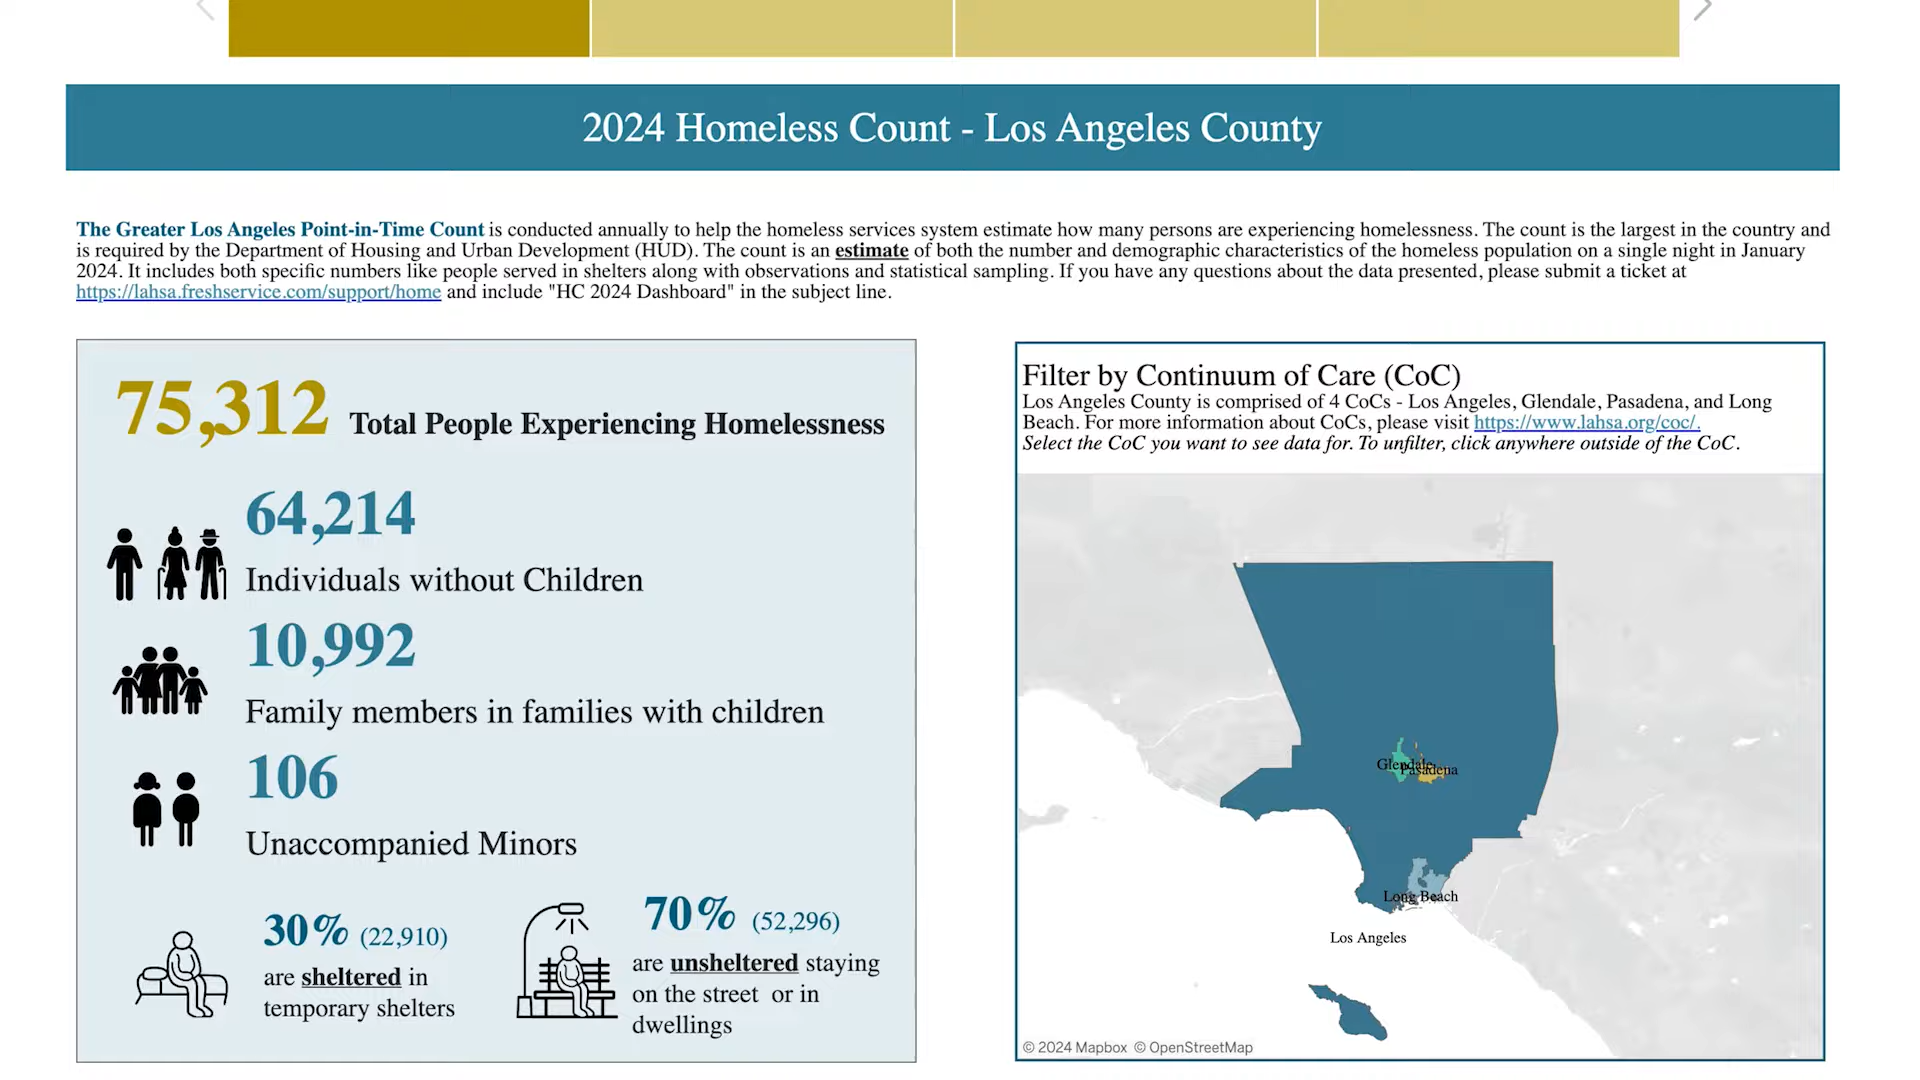 2024 Homeless Count - Los Angeles County
The Greater Los Angeles Point-in-Time Count is conducted annually to help the homeless services system estimate how many persons are experiencing homelessness. The count is the largest in the country and
is required by the Department of Housing and Urban Development (HUD). The count is an estimate of both the number and demographic characteristics of the homeless population on a single night in January
2024. It includes both specific numbers like people served in shelters along with observations and statistical sampling. If you have any questions about the data presented, please submit a ticket at
https://lahsa.freshservice.com/support/home and include "HC 2024 Dashboard" in the subject line.
75,312 Total People Experiencing Homelessness
64,214
Individuals without Children
10,992
Family members in families with children
106
Unaccompanied Minors
30% (22,910)
are sheltered in
temporary shelters
70% (52,296)
are unsheltered staying
on the street or in
dwellings
Filter by Continuum of Care (CoC)
Los Angeles County is comprised of 4 CoCs - Los Angeles, Glendale, Pasadena, and Long
Beach. For more information about CoCs, please visit https://www.lahsa.org/coc/.
Select the CoC you want to see data for. To unfilter, click anywhere outside of the CoC.
Glendale
Pasadena
Long Beach
Los Angeles
© 2024 Mapbox © OpenStreetMap